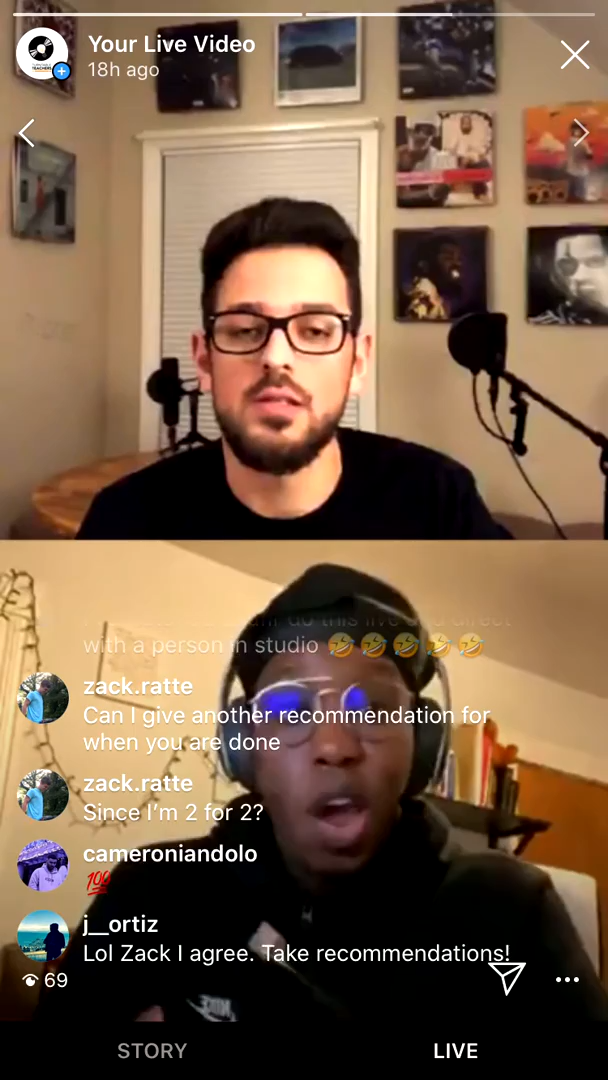 Your Live Video
18h ago
with a person in studio 🤣🤣🤣🤣🤣
zack.ratte
Can I give another recommendation for
when you are done
zack.ratte
Since I'm 2 for 2?
cameroniandolo
💯
j__ortiz
Lol Zack I agree. Take recommendations!
69
NIKE
STORY
LIVE